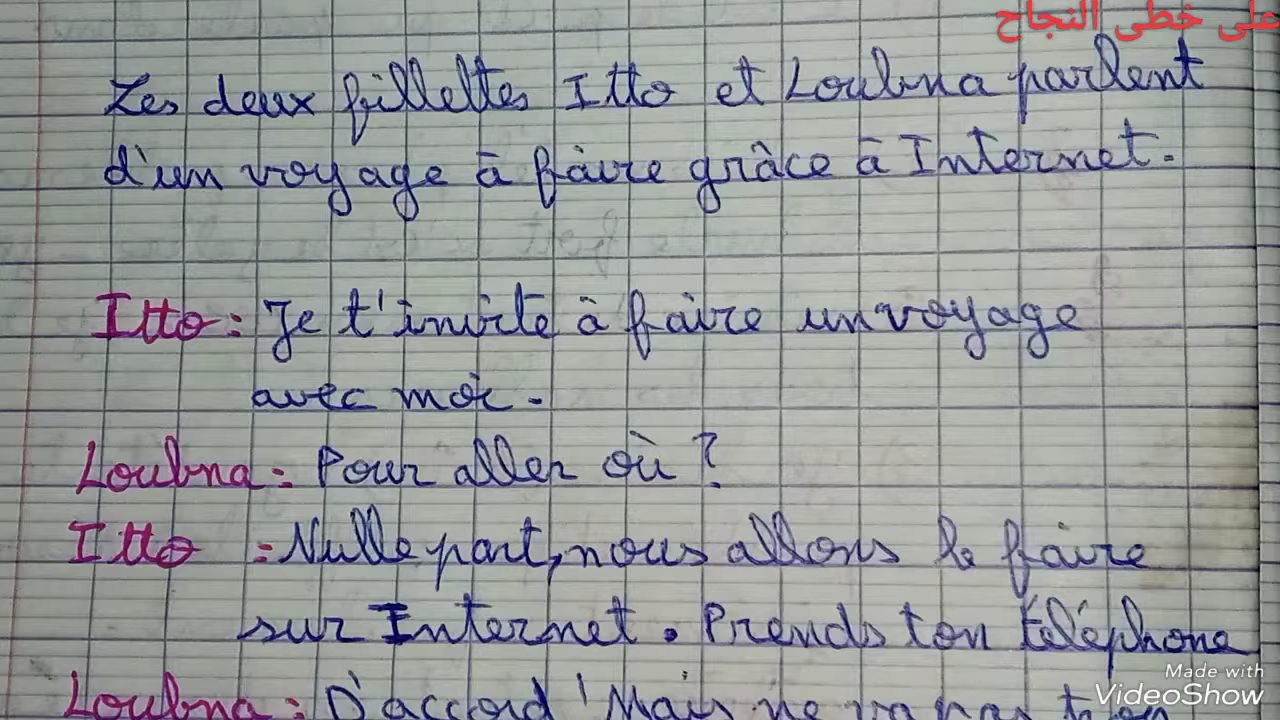 على خطى النجاح
Les deux fillettes Itto et Loubna parlent
d'un voyage à faire grâce à Internet.
Itto : Je t'invite à faire un voyage
avec moi.
Loubna : Pour aller où ?
Itto : Nulle part, nous allons le faire
sur Internet. Prends ton téléphone
Loubna : D'accord ! Mais ne va pas
Made with
VideoShow